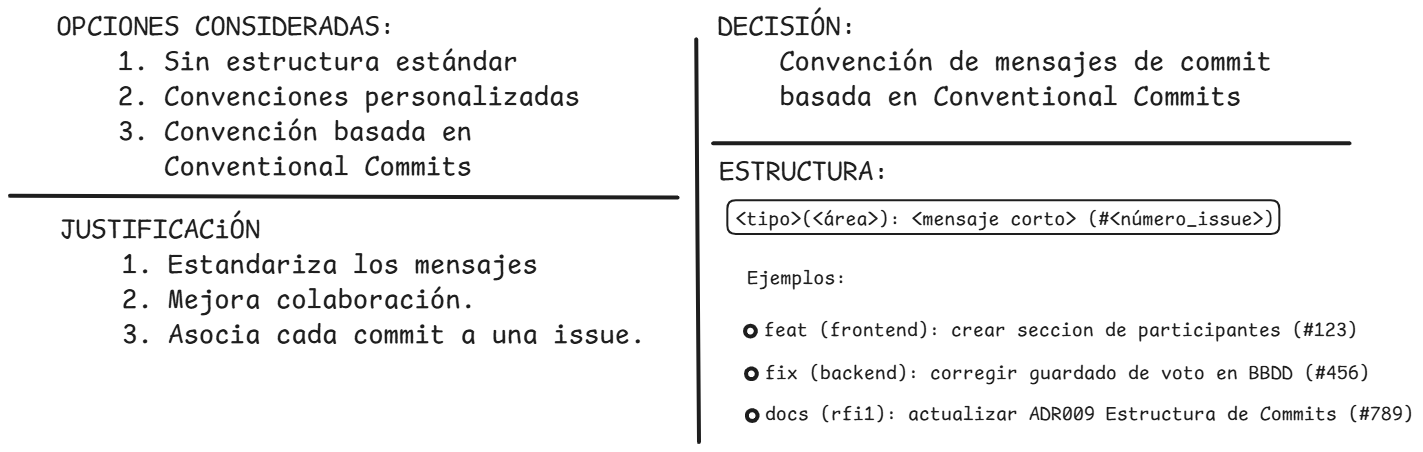 OPCIONES CONSIDERADAS:
1. Sin estructura estándar
2. Convenciones personalizadas
3. Convención basada en
Conventional Commits
JUSTIFICACiÓN
1. Estandariza los mensajes
2. Mejora colaboración.
3. Asocia cada commit a una issue.
DECISIÓN:
Convención de mensajes de commit
basada en Conventional Commits
ESTRUCTURA:
<tipo>(<área>): <mensaje corto> (#<número_issue>)
Ejemplos:
feat (frontend): crear seccion de participantes (#123)
fix (backend): corregir guardado de voto en BBDD (#456)
docs (rfi1): actualizar ADR009 Estructura de Commits (#789)